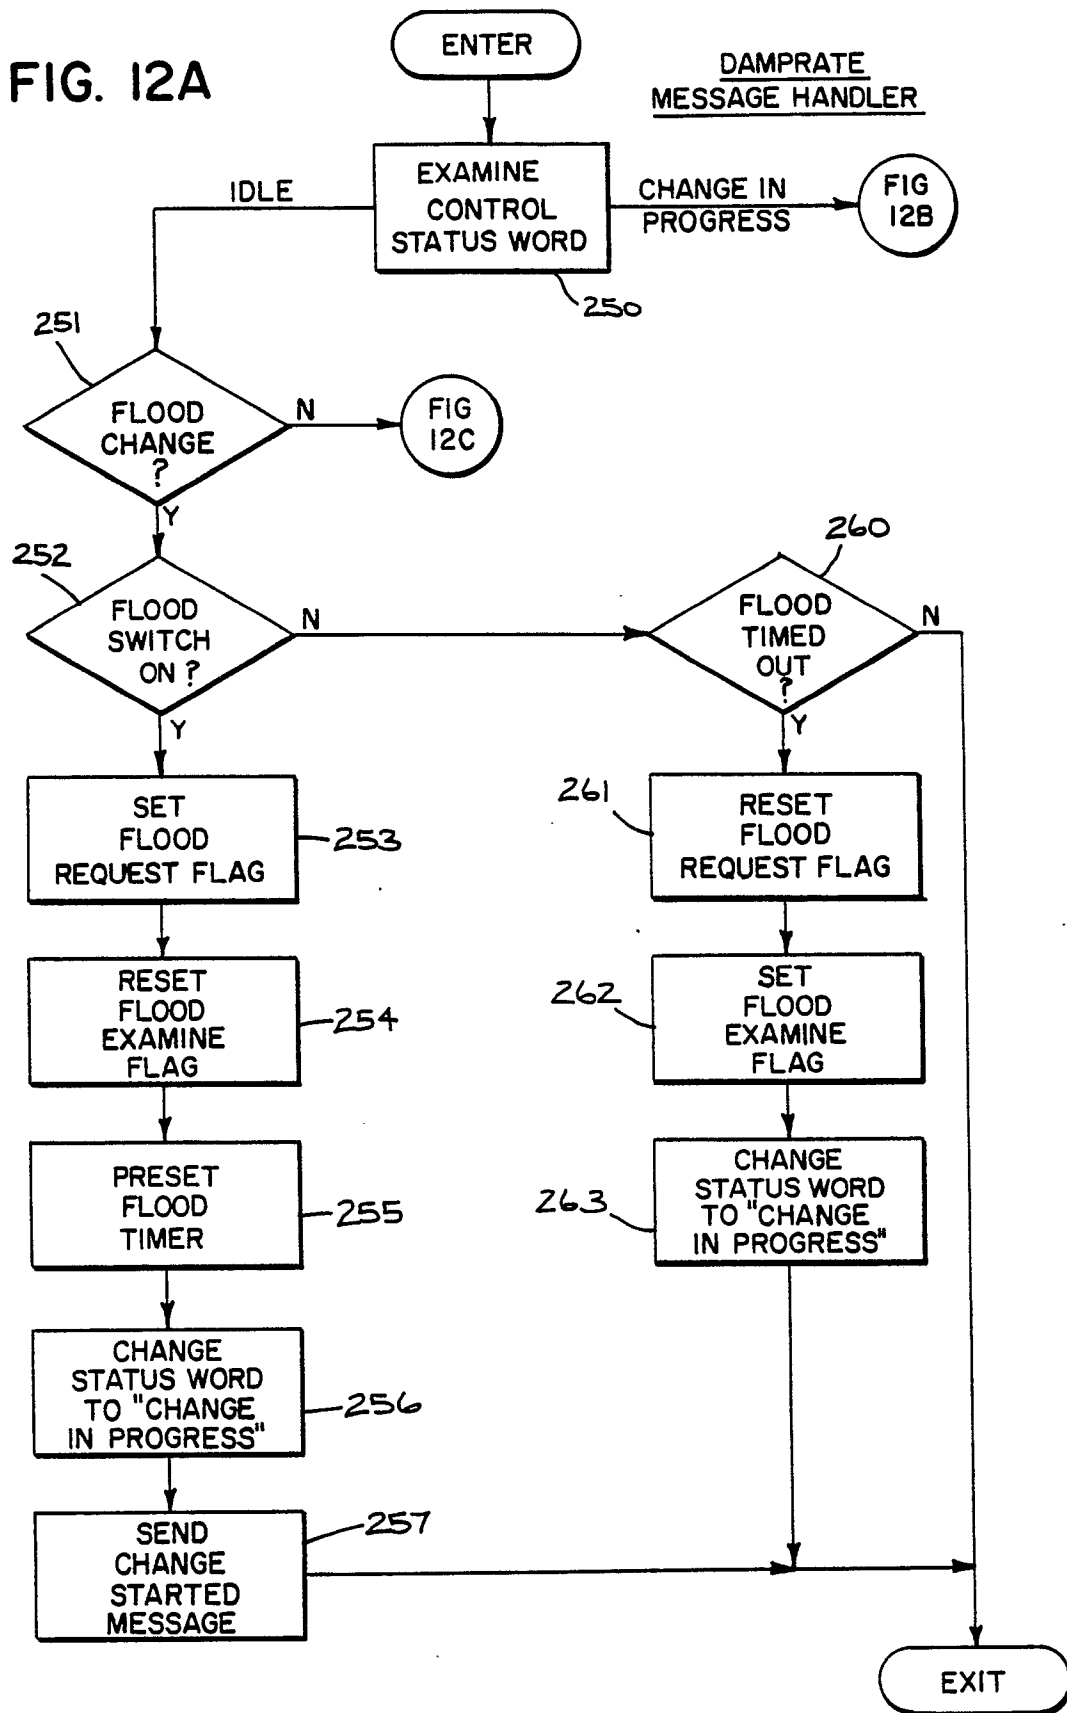 FIG. 12A
ENTER
DAMPRATE
MESSAGE HANDLER
EXAMINE
CONTROL
STATUS WORD
IDLE
CHANGE IN
PROGRESS
FIG
12B
250
251
FLOOD
CHANGE
?
N
FIG
12C
Y
252
FLOOD
SWITCH
ON ?
N
260
FLOOD
TIMED
OUT
?
N
Y
Y
SET
FLOOD
REQUEST FLAG
253
261
RESET
FLOOD
REQUEST FLAG
RESET
FLOOD
EXAMINE
FLAG
254
262
SET
FLOOD
EXAMINE
FLAG
PRESET
FLOOD
TIMER
255
263
CHANGE
STATUS WORD
TO "CHANGE
IN PROGRESS"
CHANGE
STATUS WORD
TO "CHANGE
IN PROGRESS"
256
SEND
CHANGE
STARTED
MESSAGE
257
EXIT